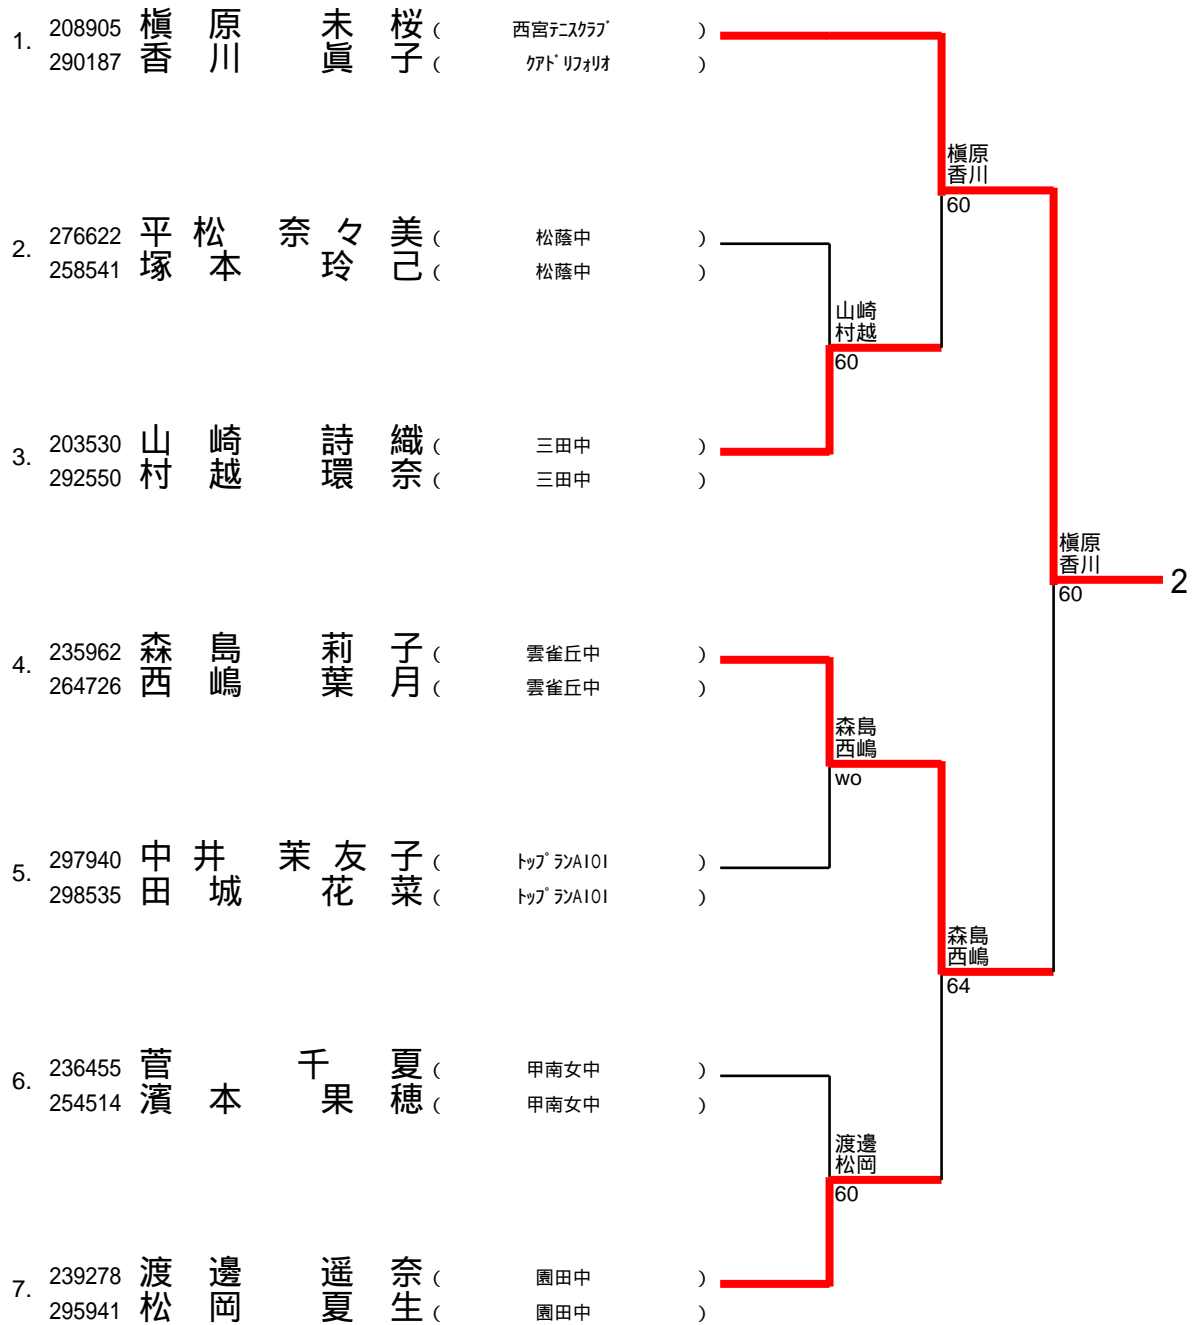 1. 208905 槇原 未桜 ( 西宮ﾃﾆｽｸﾗﾌﾞ )
290187 香川 眞子 ( ｸｱﾄﾞﾘﾌｫﾘｵ )
槇原
香川
60
2. 276622 平松 奈々美 ( 松蔭中 )
258541 塚本 玲己 ( 松蔭中 )
山崎
村越
60
3. 203530 山崎 詩織 ( 三田中 )
292550 村越 環奈 ( 三田中 )
槇原
香川
60
2
4. 235962 森島 莉子 ( 雲雀丘中 )
264726 西嶋 葉月 ( 雲雀丘中 )
森島
西嶋
wo
5. 297940 中井 茉友子 ( ﾄｯﾌﾟﾗﾝA1O1 )
298535 田城 花菜 ( ﾄｯﾌﾟﾗﾝA1O1 )
森島
西嶋
64
6. 236455 菅 千夏 ( 甲南女中 )
254514 濱本 果穂 ( 甲南女中 )
渡邊
松岡
60
7. 239278 渡邊 遥奈 ( 園田中 )
295941 松岡 夏生 ( 園田中 )